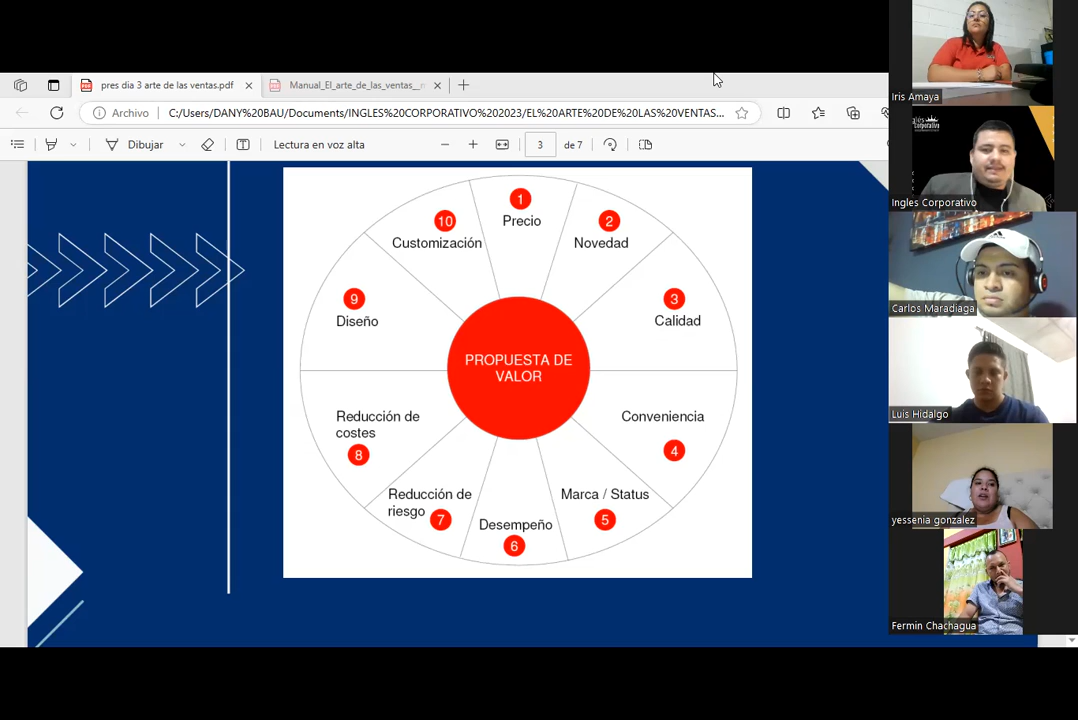 pres dia 3 arte de las ventas.pdf
Manual_El_arte_de_las_ventas_
Archivo
C:/Users/DANY%20BAU/Documents/INGLES%20CORPORATIVO%202023/EL%20ARTE%20DE%20LAS%20VENTAS...
Dibujar
Lectura en voz alta
3
de 7
1
Precio
2
Novedad
3
Calidad
Conveniencia
4
Marca / Status
5
Desempeño
6
Reducción de
riesgo
7
Reducción de
costes
8
9
Diseño
10
Customización
PROPUESTA DE
VALOR
Iris Amaya
Corporativo
Ingles Corporativo
Carlos Maradiaga
Luis Hidalgo
yessenia gonzalez
Fermin Chachagua